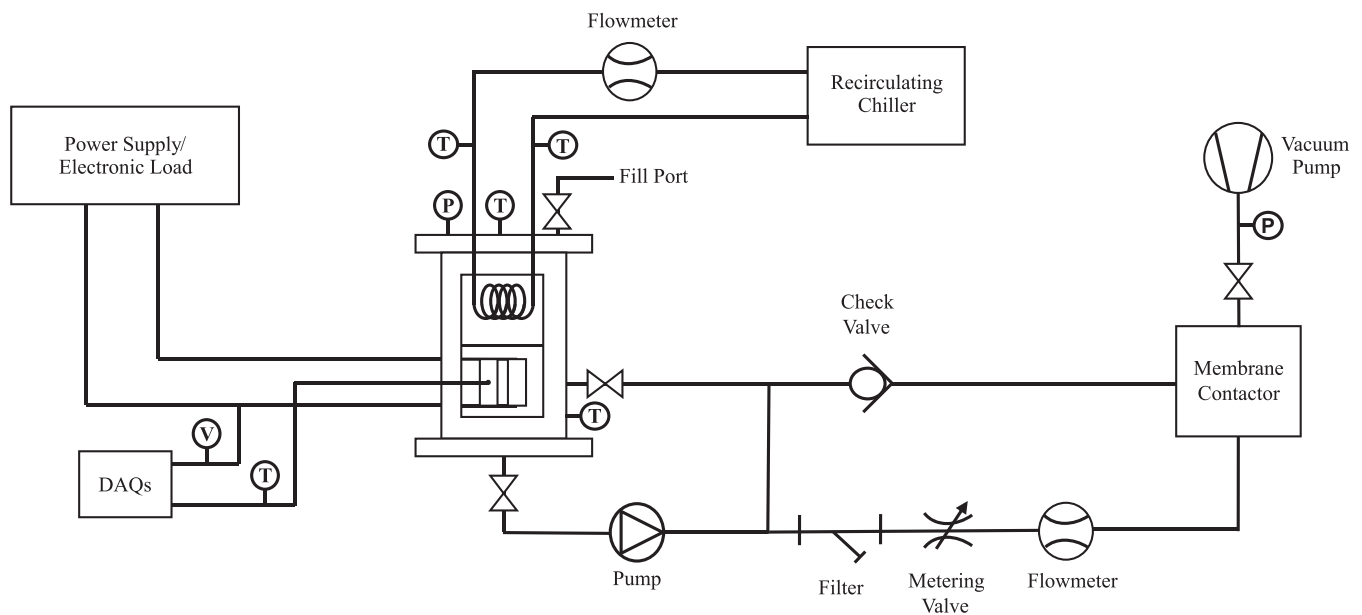 Flowmeter
Recirculating
Chiller
Power Supply/
Electronic Load
T
T
Vacuum
Pump
Fill Port
P
T
P
Check
Valve
Membrane
Contactor
T
V
T
DAQs
Pump
Filter
Metering
Valve
Flowmeter